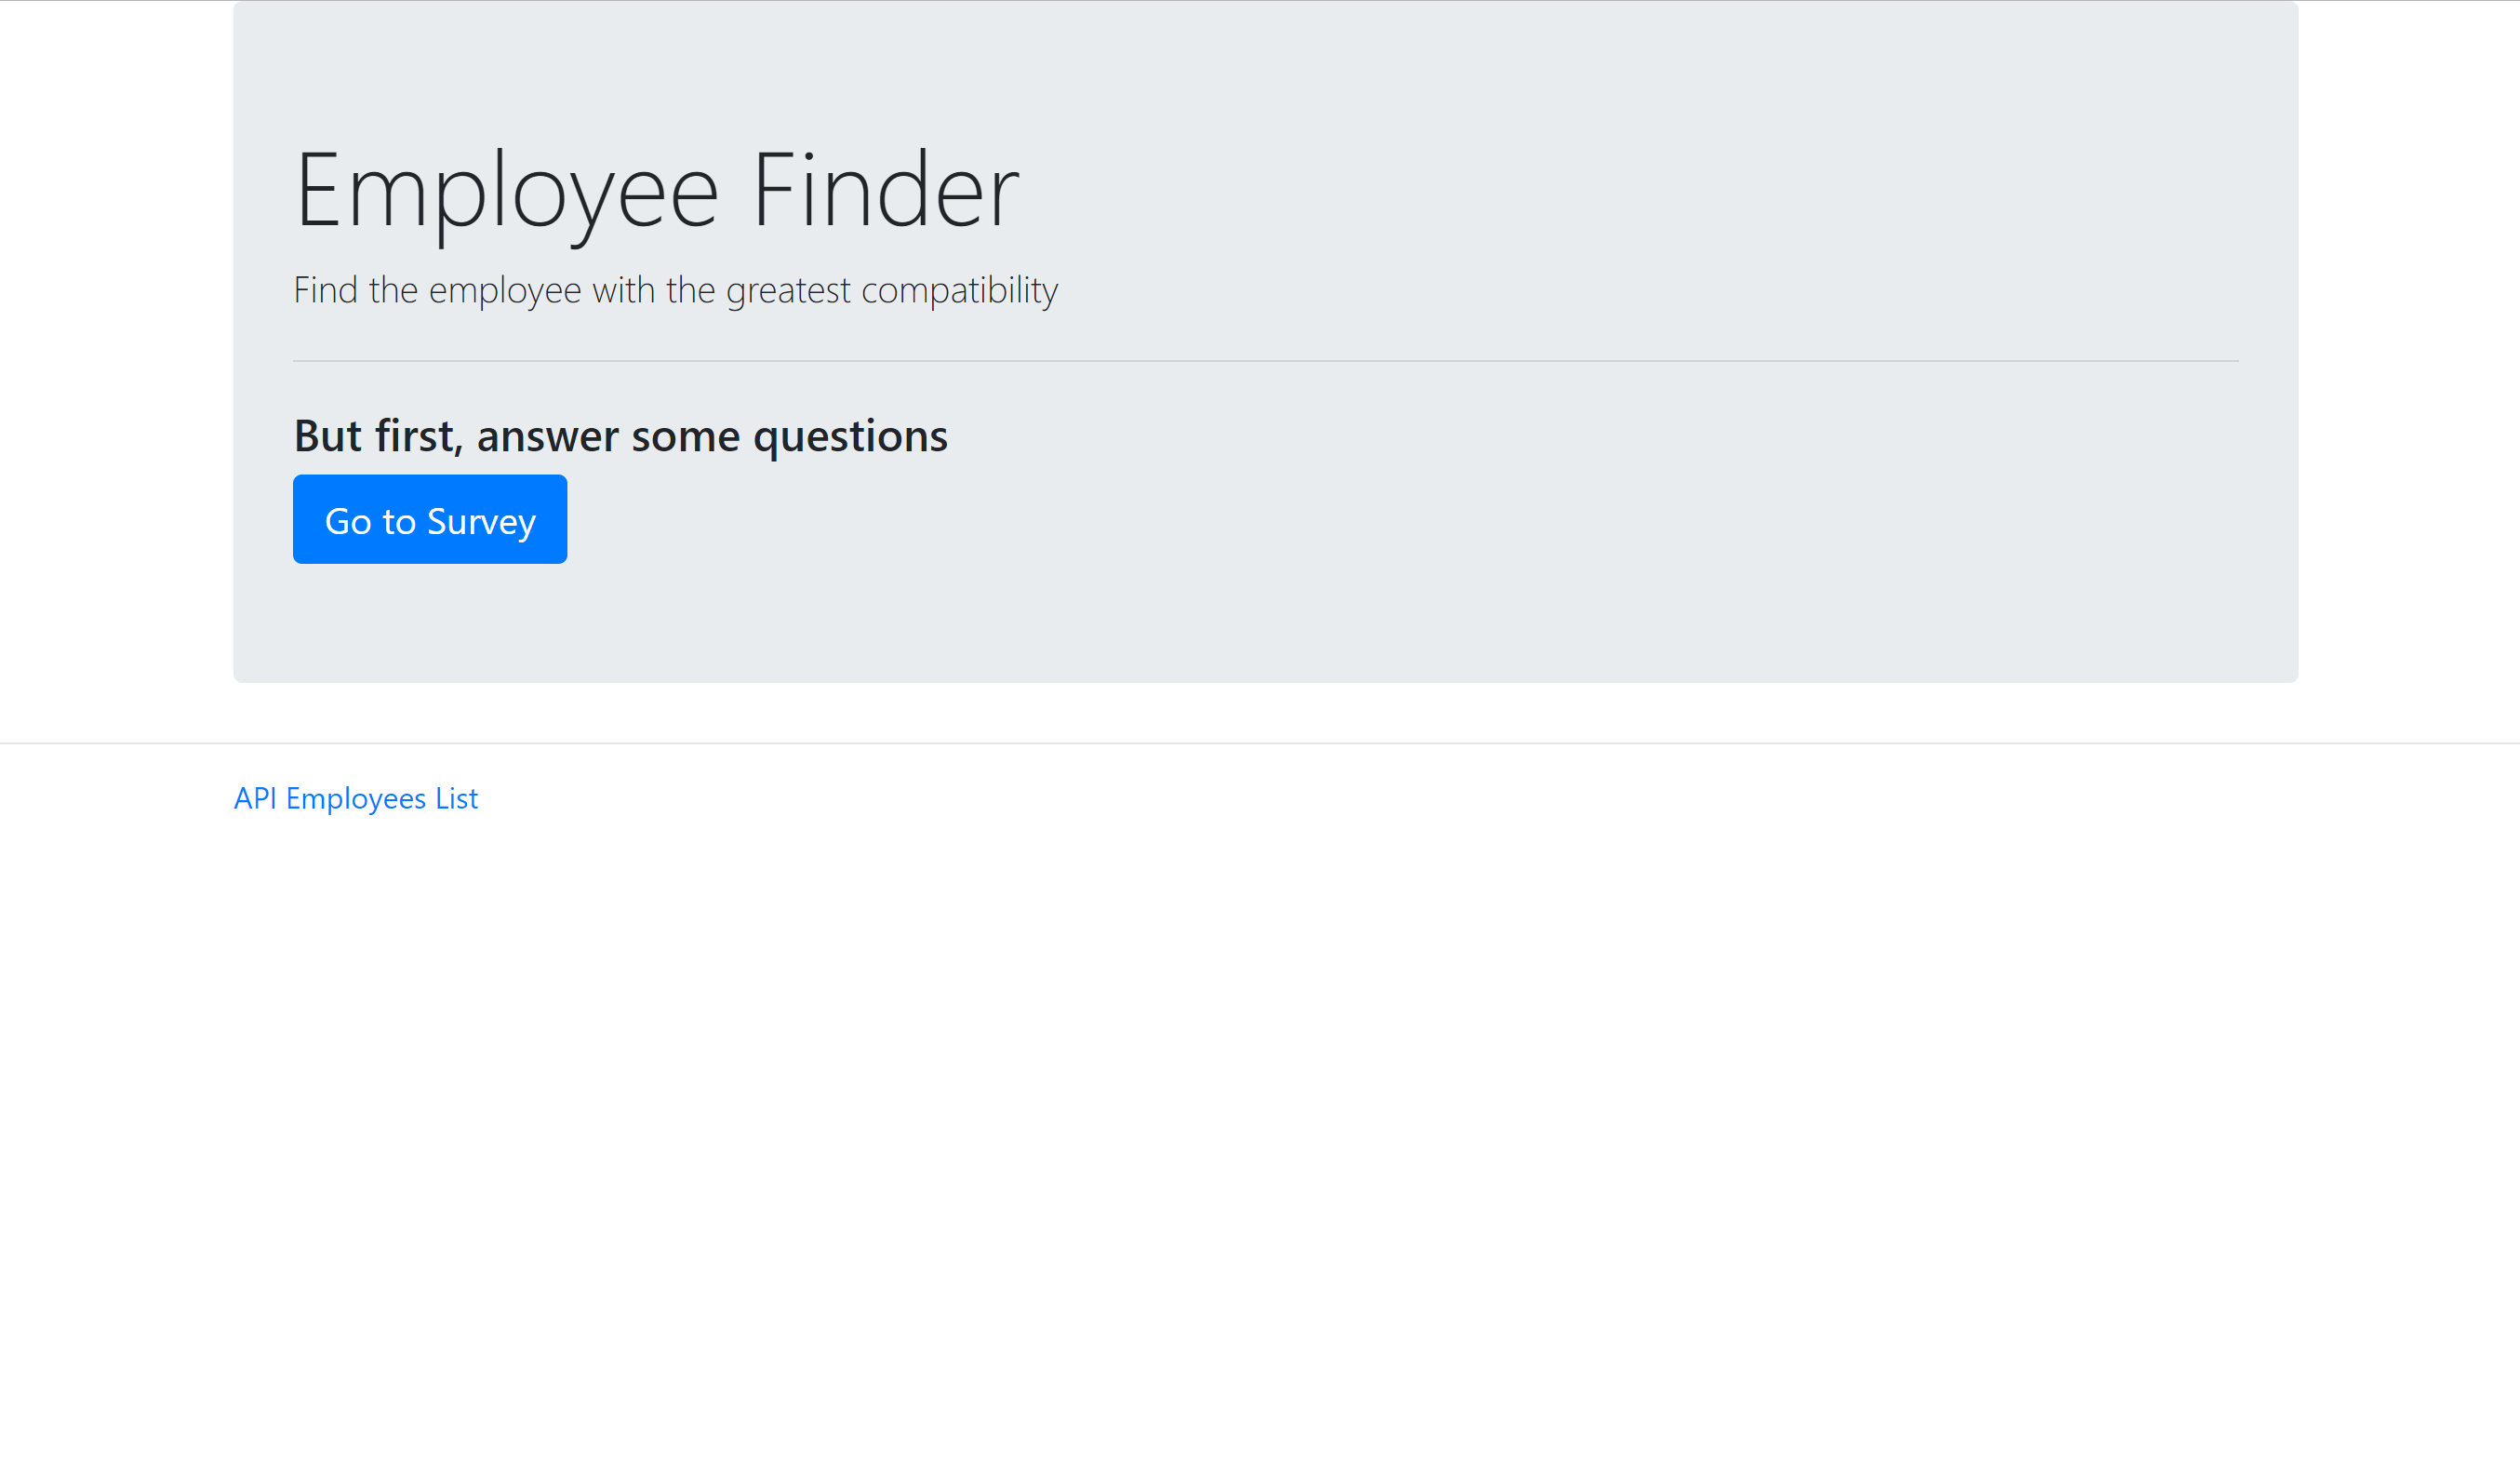 Employee Finder
Find the employee with the greatest compatibility
But first, answer some questions
Go to Survey
API Employees List